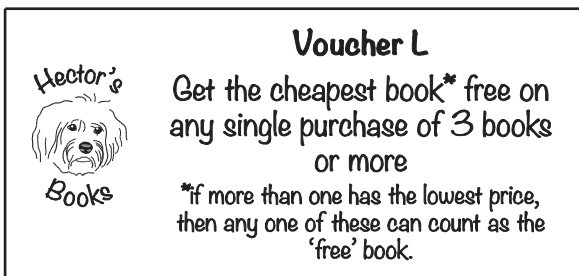 Voucher L
Hector's
Books
Get the cheapest book* free on
any single purchase of 3 books
or more
*if more than one has the lowest price,
then any one of these can count as the
'free' book.